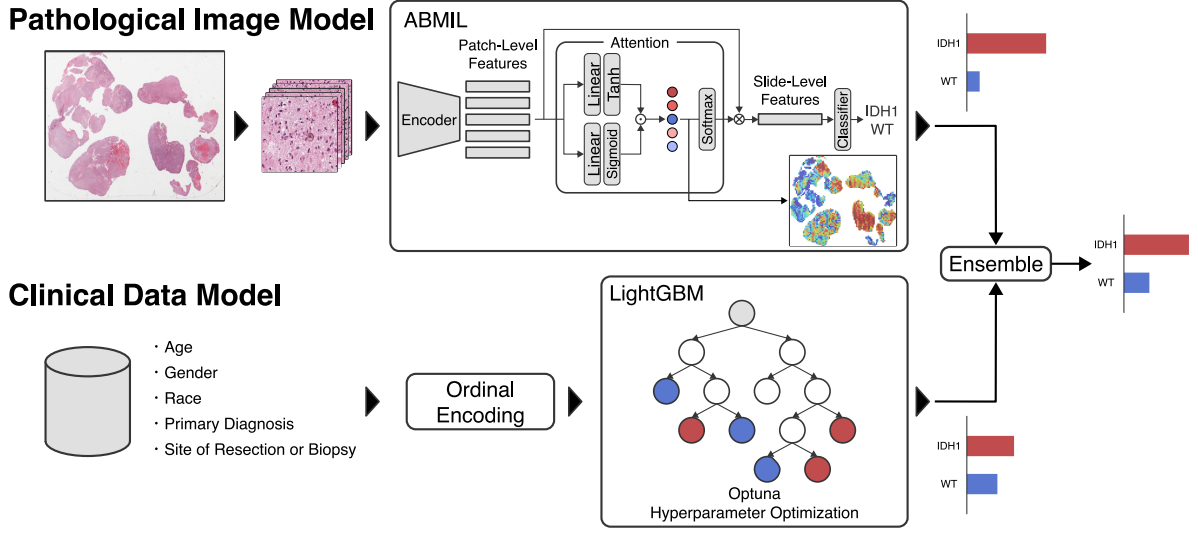 Pathological Image Model
ABMIL
Patch-Level
Features
Attention
Encoder
Linear
Tanh
Linear
Sigmoid
Softmax
Slide-Level
Features
Classifier
IDH1
WT
IDH1
WT
Ensemble
IDH1
WT
Clinical Data Model
・Age
・Gender
・Race
・Primary Diagnosis
・Site of Resection or Biopsy
Ordinal
Encoding
LightGBM
Optuna
Hyperparameter Optimization
IDH1
WT